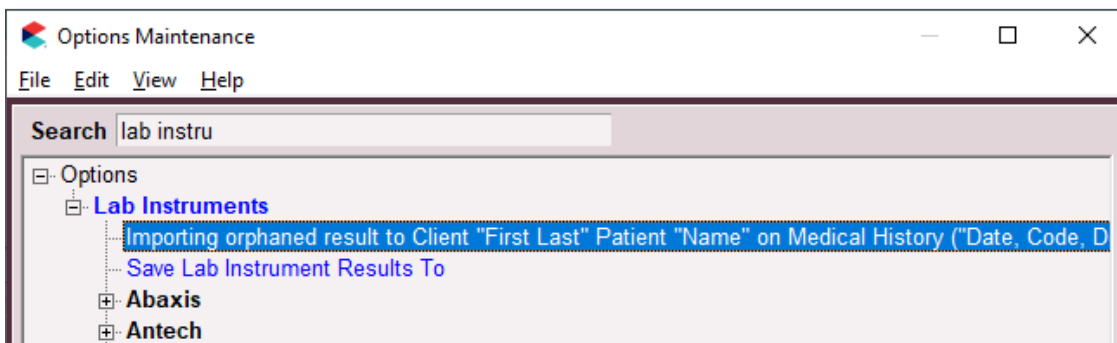 Options Maintenance
File Edit View Help
Search lab instru
Options
Lab Instruments
Importing orphaned result to Client "First Last" Patient "Name" on Medical History ("Date, Code, D
Save Lab Instrument Results To
Abaxis
Antech